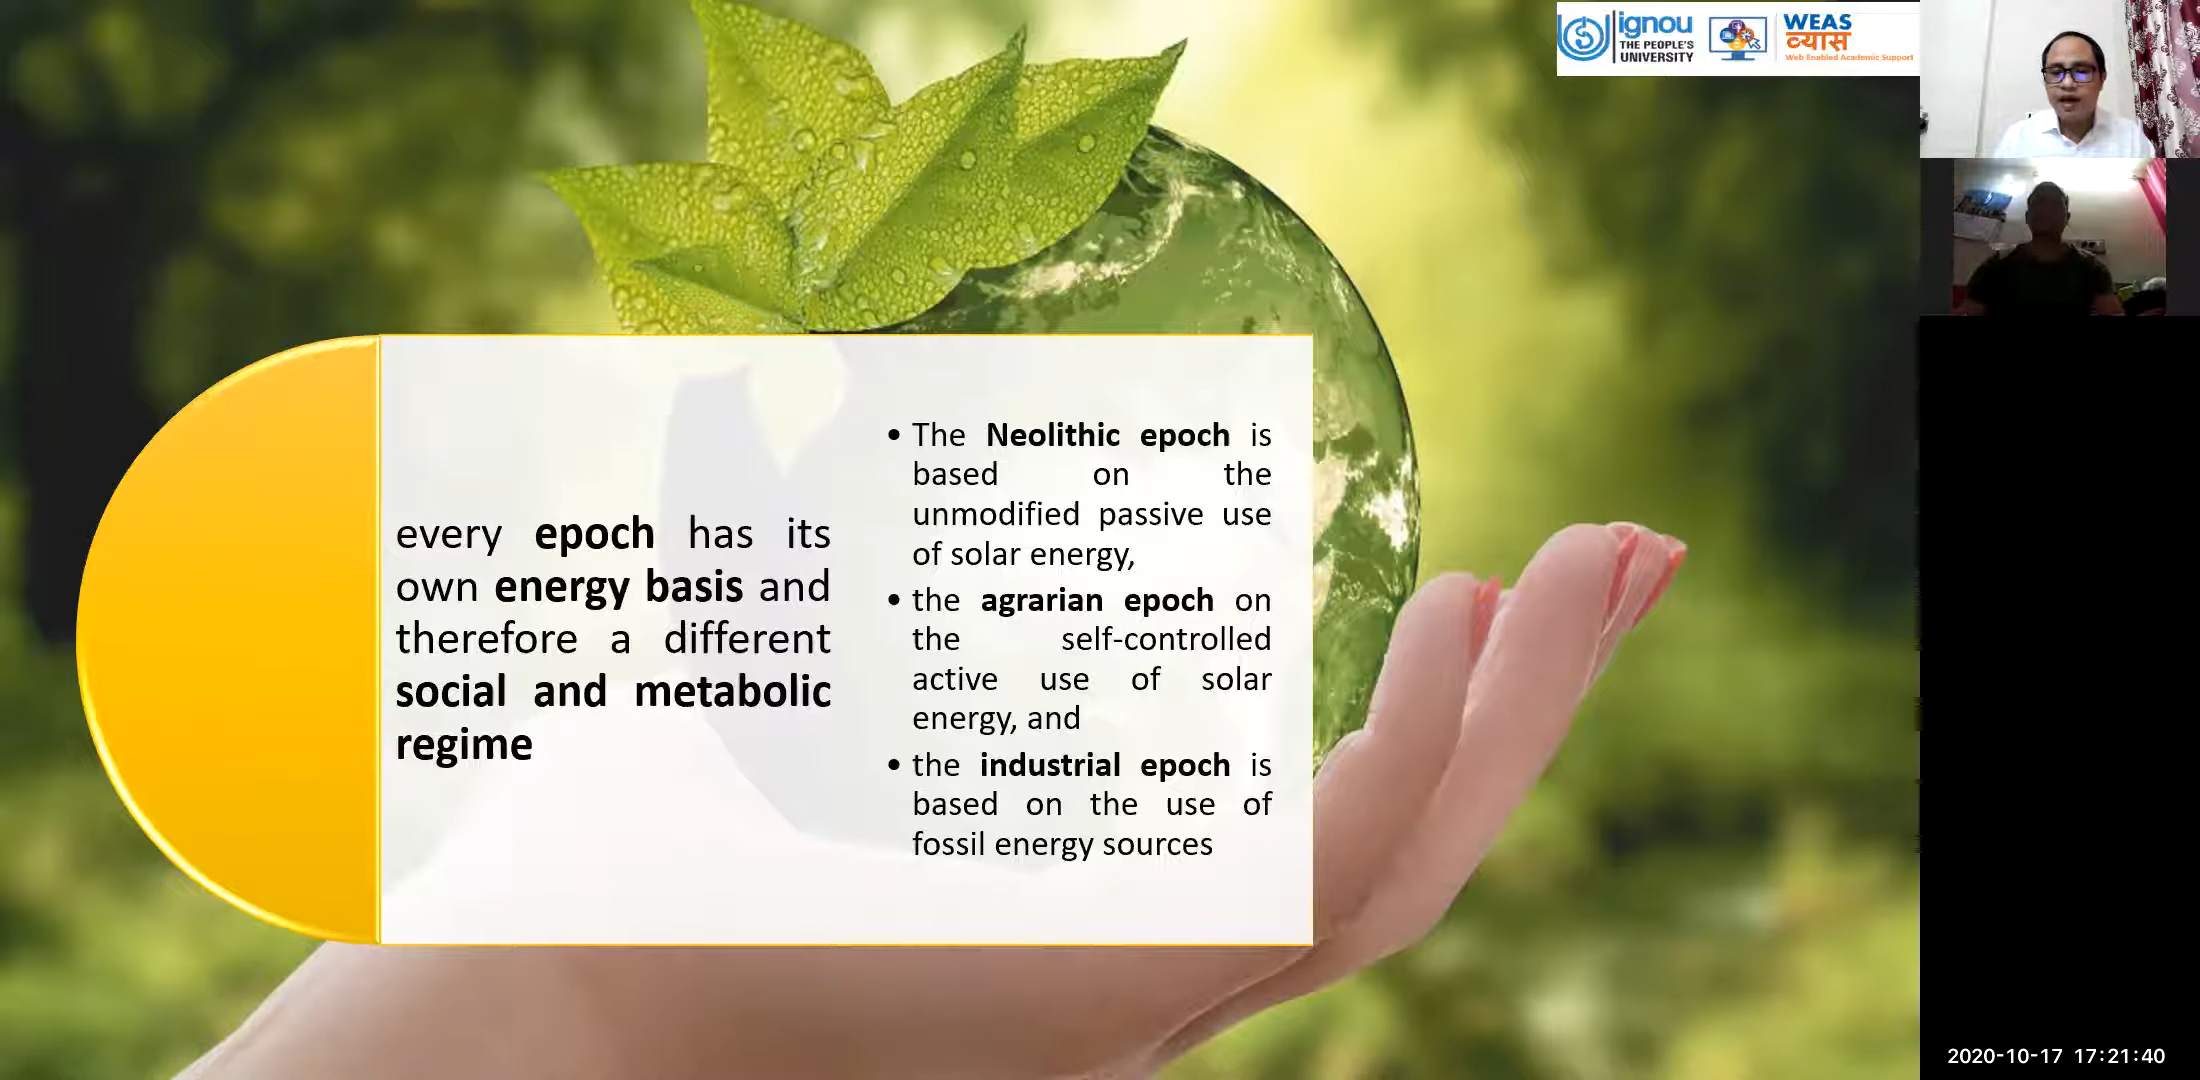 ignou
THE PEOPLE'S
UNIVERSITY
WEAS
व्यास
Web Enabled Academic Support
every epoch has its
own energy basis and
therefore a different
social and metabolic
regime
• The Neolithic epoch is
based on the
unmodified passive use
of solar energy,
• the agrarian epoch on
the self-controlled
active use of solar
energy, and
• the industrial epoch is
based on the use of
fossil energy sources
2020-10-17 17:21:40